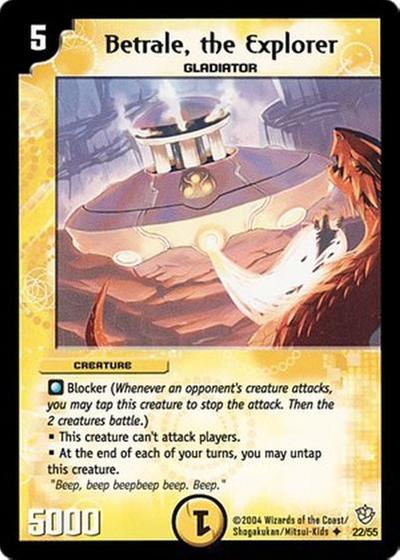 5
Betrale, the Explorer
GLADIATOR
CREATURE
Blocker (Whenever an opponent's creature attacks,
you may tap this creature to stop the attack. Then the
2 creatures battle.)
▪ This creature can't attack players.
▪ At the end of each of your turns, you may untap
this creature.
"Beep, beep beepbeep beep. Beep."
5000
1
©2004 Wizards of the Coast/
Shogakukan/Mitsui-Kids ✦ 22/55